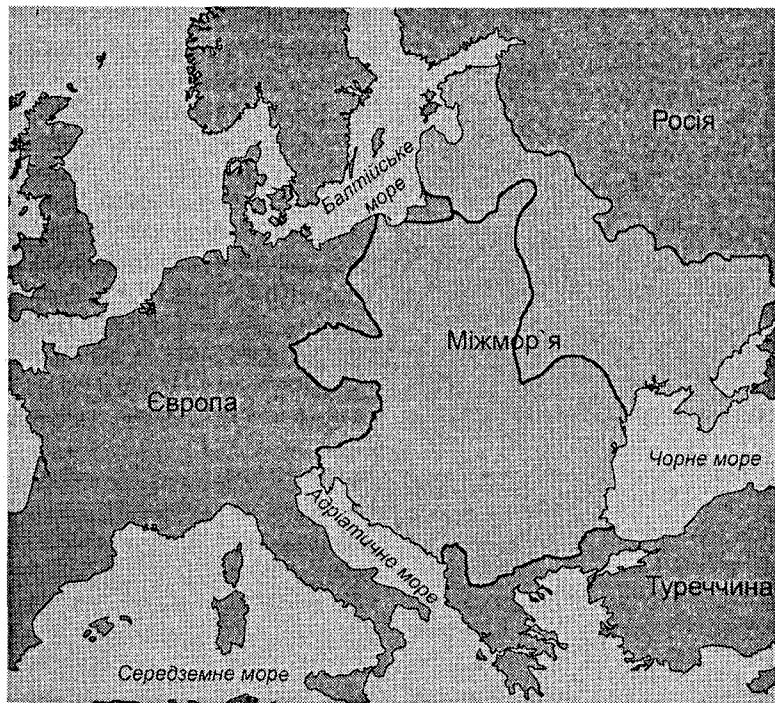 Росія
Балтійське
море
Міжмор`я
Європа
Чорне море
Адріатичне море
Туреччина
Середземне море